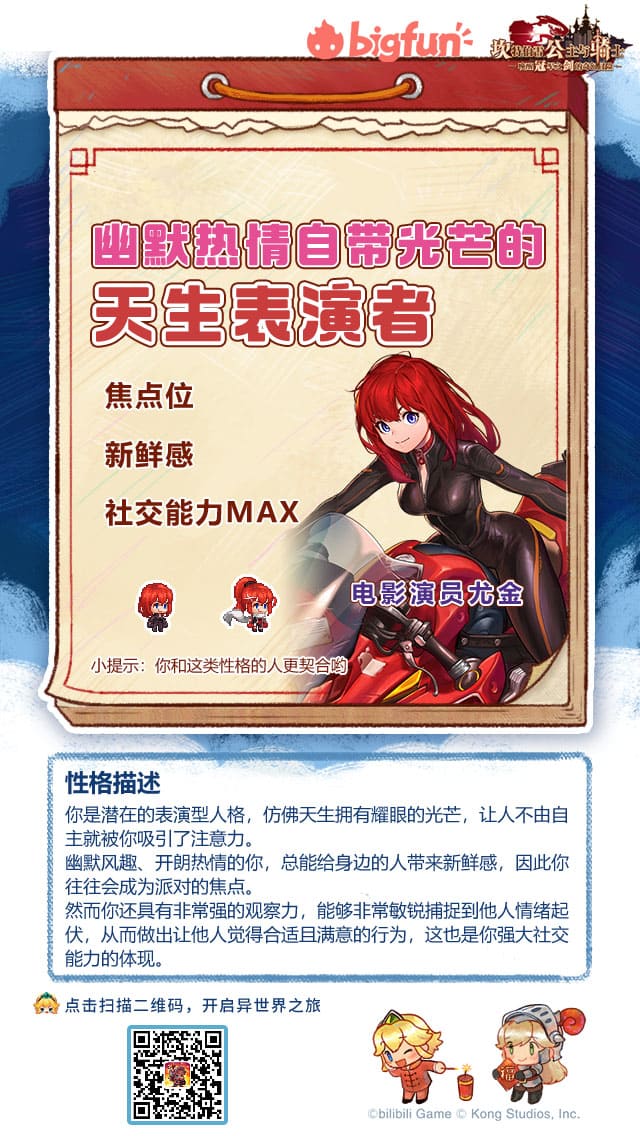 bigfun
坎特伯雷公主与骑士
幽默热情自带光芒的
天生表演者
焦点位
新鲜感
社交能力MAX
电影演员尤金
小提示：你和这类性格的人更契合哟
性格描述
你是潜在的表演型人格，仿佛天生拥有耀眼的光芒，让人不由自
主就被你吸引了注意力。
幽默风趣、开朗热情的你，总能给身边的人带来新鲜感，因此你
往往会成为派对的焦点。
然而你还具有非常强的观察力，能够非常敏锐捕捉到他人情绪起
伏，从而做出让他人觉得合适且满意的行为，这也是你强大社交
能力的体现。
点击扫描二维码，开启异世界之旅
福
©bilibili Game © Kong Studios, Inc.